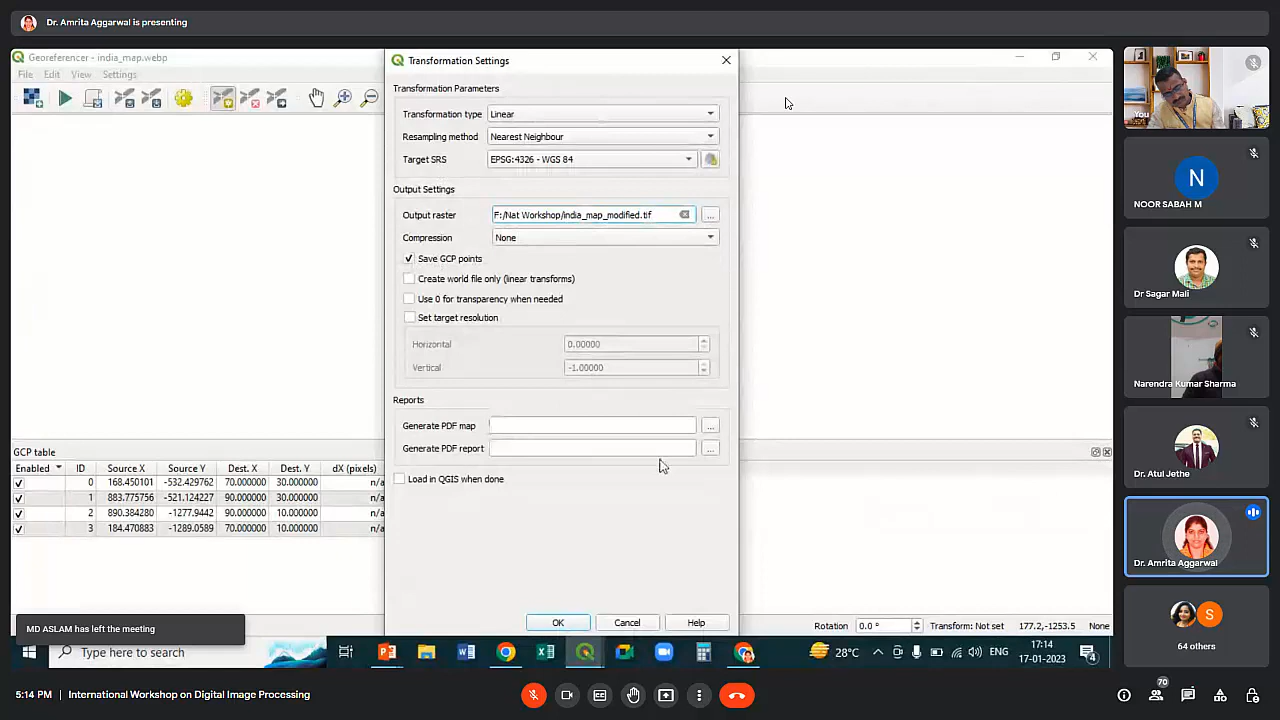 Dr. Amrita Aggarwal is presenting
Georeferencer - india_map.webp
File Edit View Settings
Transformation Settings
Transformation Parameters
Transformation type Linear
Resampling method Nearest Neighbour
Target SRS EPSG:4326 - WGS 84
Output Settings
Output raster F:/Nat Workshop/india_map_modified.tif ...
Compression None
Save GCP points
Create world file only (linear transforms)
Use 0 for transparency when needed
Set target resolution
Horizontal 0.00000
Vertical -1.00000
Reports
Generate PDF map ...
Generate PDF report ...
Load in QGIS when done
OK Cancel Help
GCP table
Enabled ID Source X Source Y Dest. X Dest. Y dX (pixels)
0 168.450101 -532.429762 70.000000 30.000000 n/a
1 883.775756 -521.124227 90.000000 30.000000 n/a
2 890.384280 -1277.9442 90.000000 10.000000 n/a
3 184.470883 -1289.0589 70.000000 10.000000 n/a
Rotation 0.0 ° Transform: Not set 177.2,-1253.5 None
MD ASLAM has left the meeting
Type here to search
28°C ENG
17:14
17-01-2023
4
You
N
NOOR SABAH M
Dr Sagar Mali
Narendra Kumar Sharma
Dr. Atul Jethe
Dr. Amrita Aggarwal
S
64 others
5:14 PM | International Workshop on Digital Image Processing
70